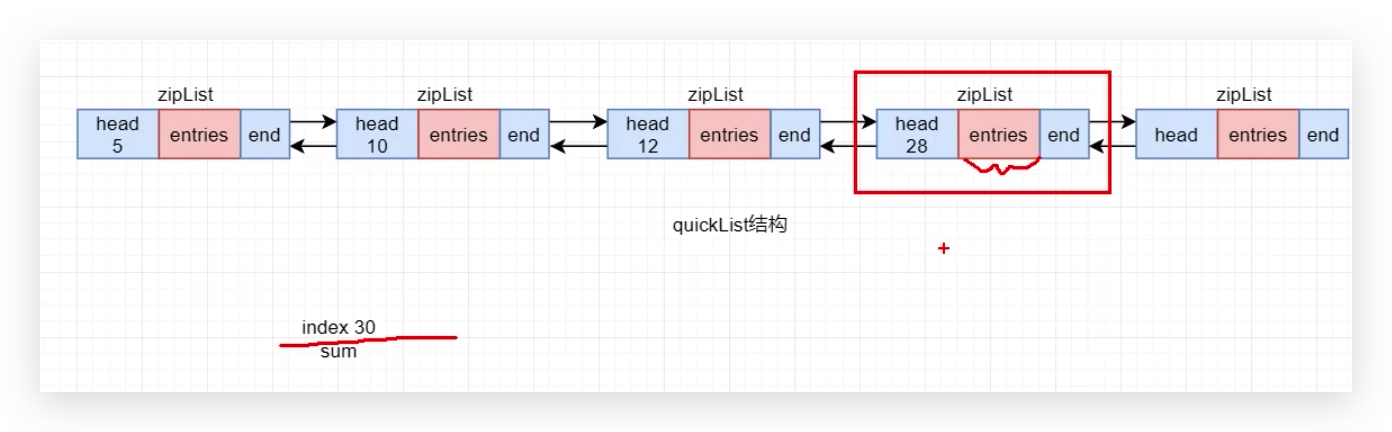 zipList zipList zipList zipList zipList
head 5 entries end head 10 entries end head 12 entries end head 28 entries end head entries end
quickList结构
index 30
sum